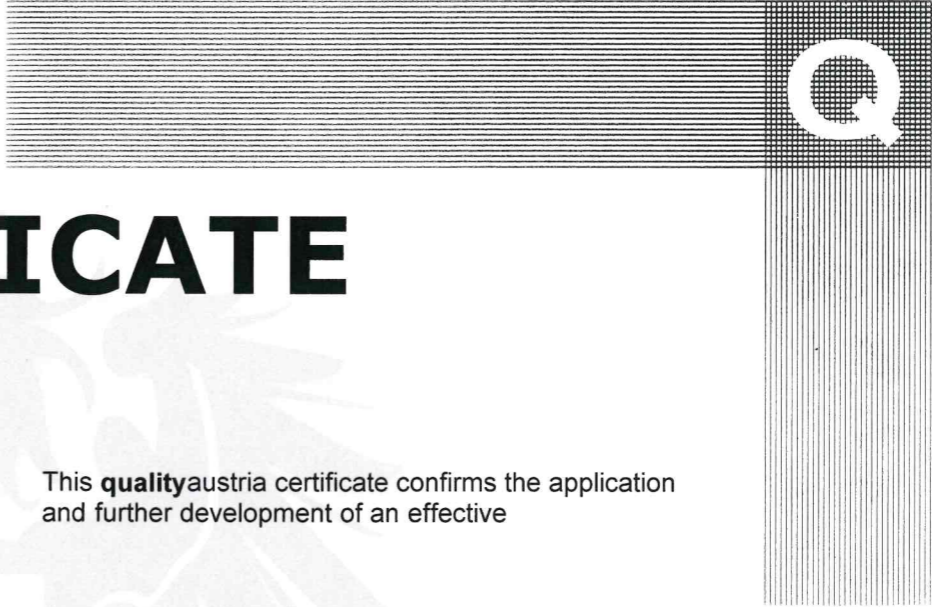 Q
ICATE
This qualityaustria certificate confirms the application
and further development of an effective